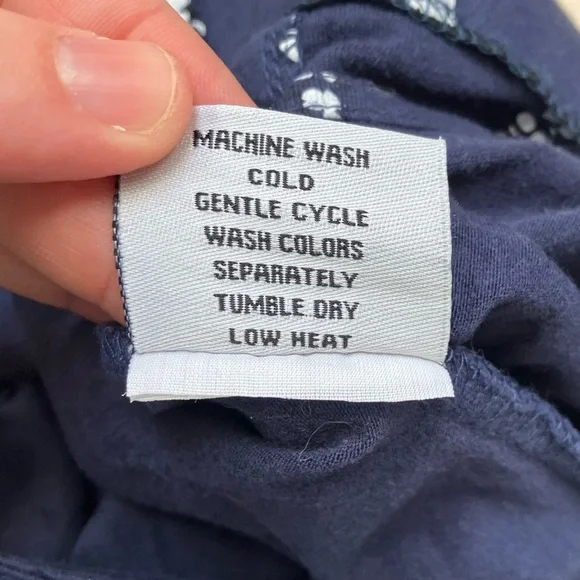 MACHINE WASH
COLD
GENTLE CYCLE
WASH COLORS
SEPARATELY
TUMBLE DRY
LOW HEAT